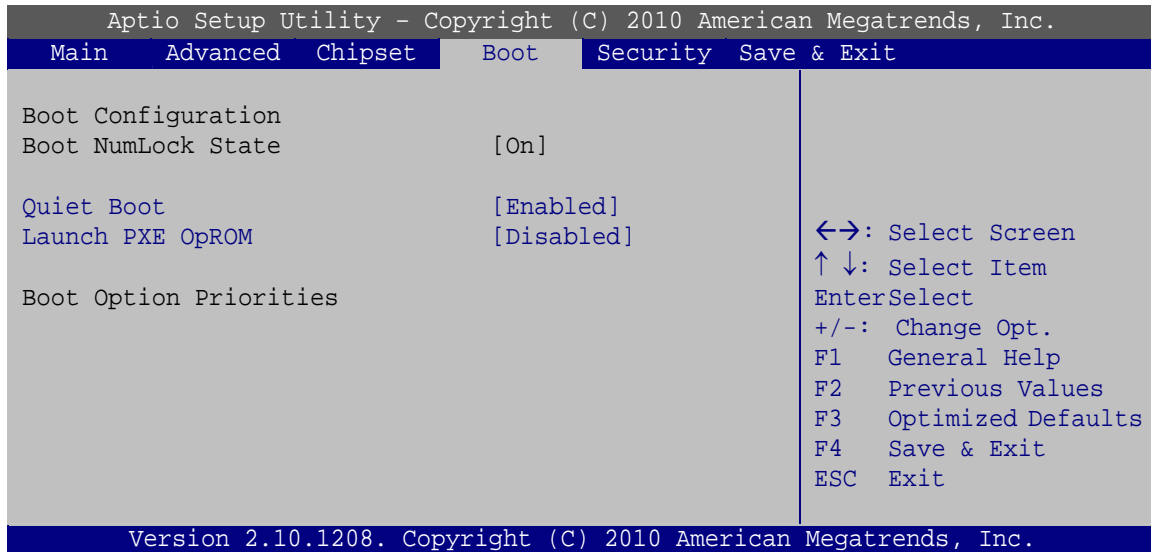 Aptio Setup Utility – Copyright (C) 2010 American Megatrends, Inc.
Main Advanced Chipset Boot Security Save & Exit
Boot Configuration
Boot NumLock State [On]
Quiet Boot [Enabled]
Launch PXE OpROM [Disabled]
Boot Option Priorities
←→: Select Screen
↑ ↓: Select Item
EnterSelect
+/-: Change Opt.
F1 General Help
F2 Previous Values
F3 Optimized Defaults
F4 Save & Exit
ESC Exit
Version 2.10.1208. Copyright (C) 2010 American Megatrends, Inc.